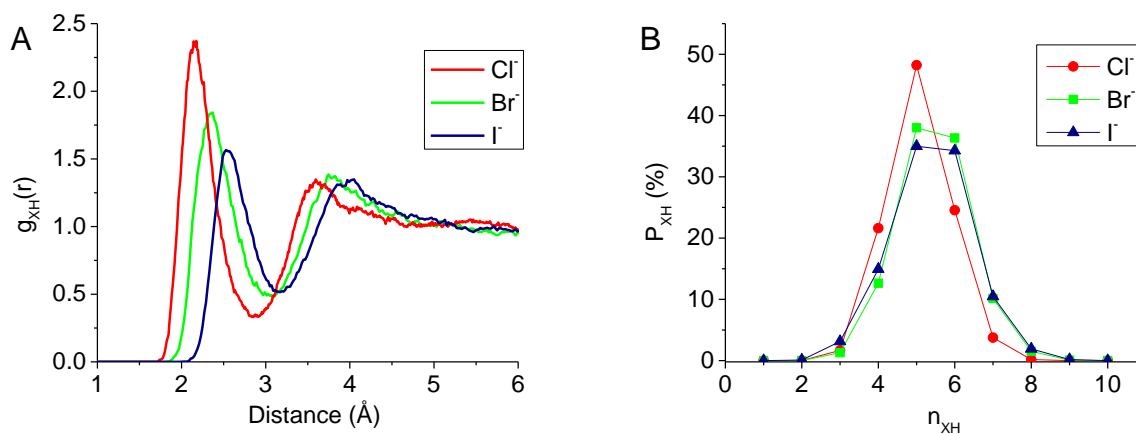 A
g_XH(r)
2.5
2.0
1.5
1.0
0.5
0.0
1 2 3 4 5 6
Distance (Å)
Cl⁻
Br⁻
I⁻
B
P_XH (%)
50
40
30
20
10
0
0 2 4 6 8 10
n_XH
Cl⁻
Br⁻
I⁻